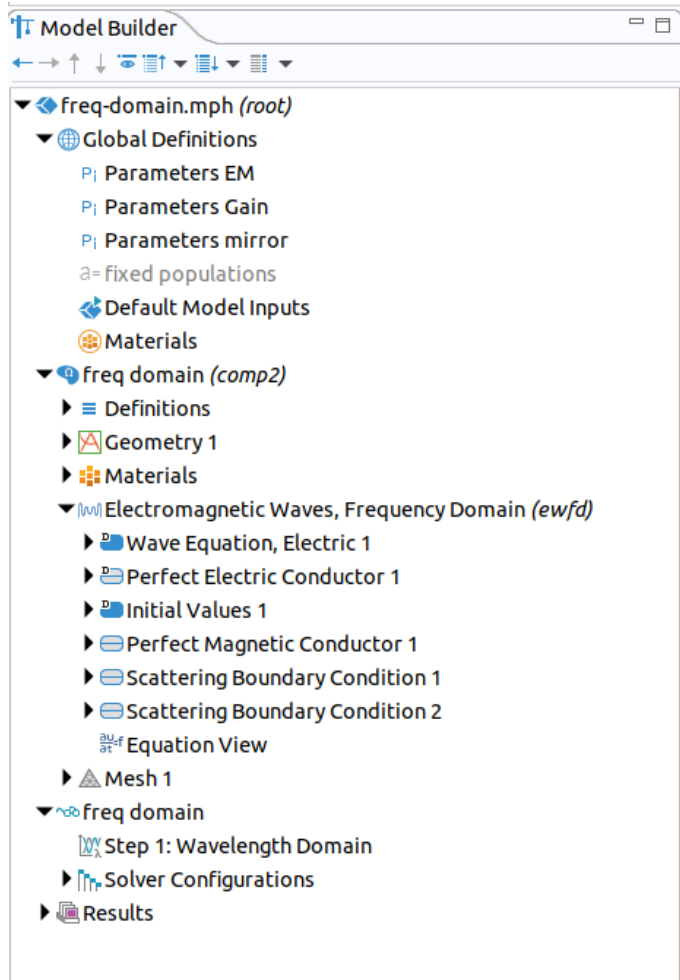 Model Builder
freq-domain.mph (root)
Global Definitions
Pi Parameters EM
Pi Parameters Gain
Pi Parameters mirror
a= fixed populations
Default Model Inputs
Materials
freq domain (comp2)
Definitions
Geometry 1
Materials
Electromagnetic Waves, Frequency Domain (ewfd)
D Wave Equation, Electric 1
D Perfect Electric Conductor 1
D Initial Values 1
Perfect Magnetic Conductor 1
Scattering Boundary Condition 1
Scattering Boundary Condition 2
∂u/∂t=f Equation View
Mesh 1
freq domain
λ Step 1: Wavelength Domain
Solver Configurations
Results